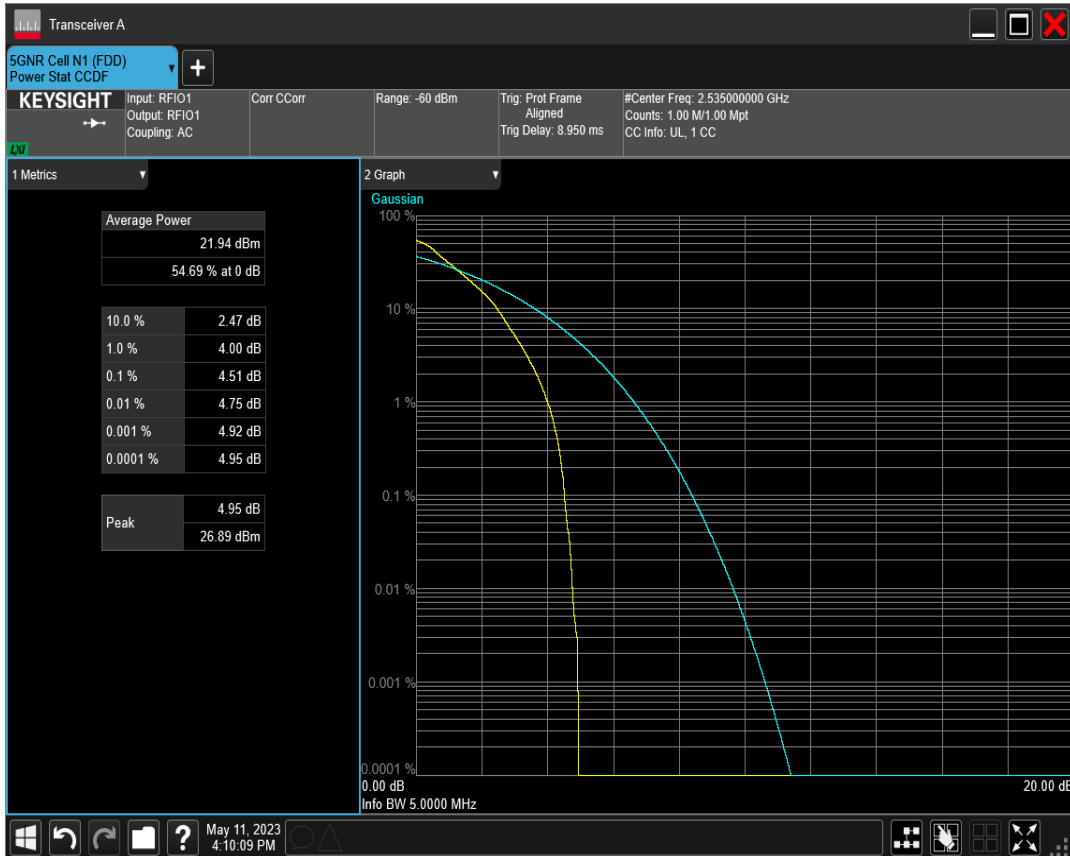 Transceiver A
5GNR Cell N1 (FDD)
Power Stat CCDF
+
KEYSIGHT
LXI
Input: RFIO1
Output: RFIO1
Coupling: AC
Corr CCorr
Range: -60 dBm
Trig: Prot Frame
Aligned
Trig Delay: 8.950 ms
#Center Freq: 2.535000000 GHz
Counts: 1.00 M/1.00 Mpt
CC Info: UL, 1 CC
1 Metrics
Average Power
21.94 dBm
54.69 % at 0 dB
10.0 % 2.47 dB
1.0 % 4.00 dB
0.1 % 4.51 dB
0.01 % 4.75 dB
0.001 % 4.92 dB
0.0001 % 4.95 dB
Peak
4.95 dB
26.89 dBm
2 Graph
Gaussian
100 %
10 %
1 %
0.1 %
0.01 %
0.001 %
0.0001 %
0.00 dB 20.00 dB
Info BW 5.0000 MHz
?
May 11, 2023
4:10:09 PM